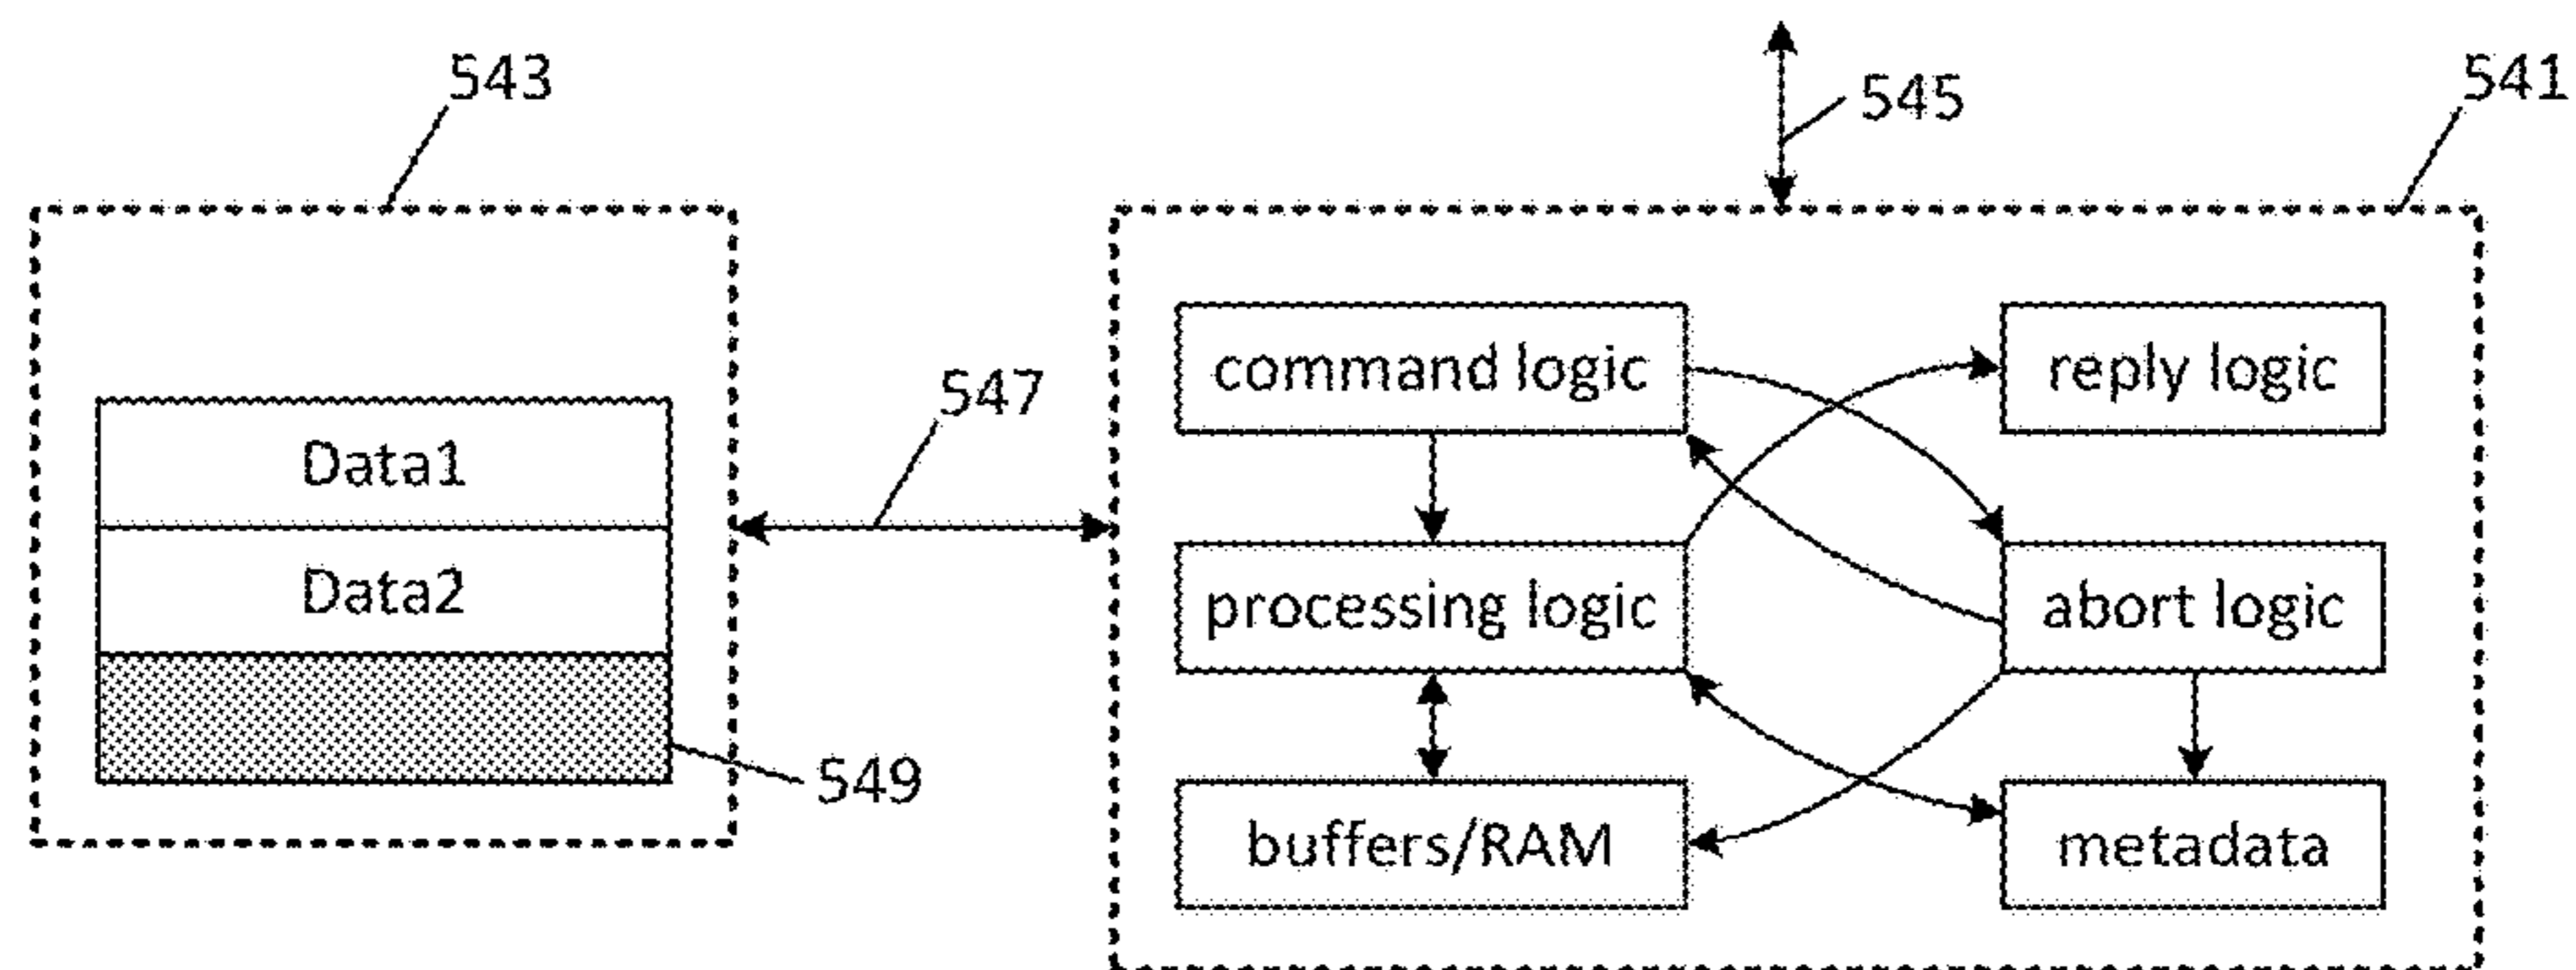 543
545
541
547
Data1
Data2
549
command logic
reply logic
processing logic
abort logic
buffers/RAM
metadata